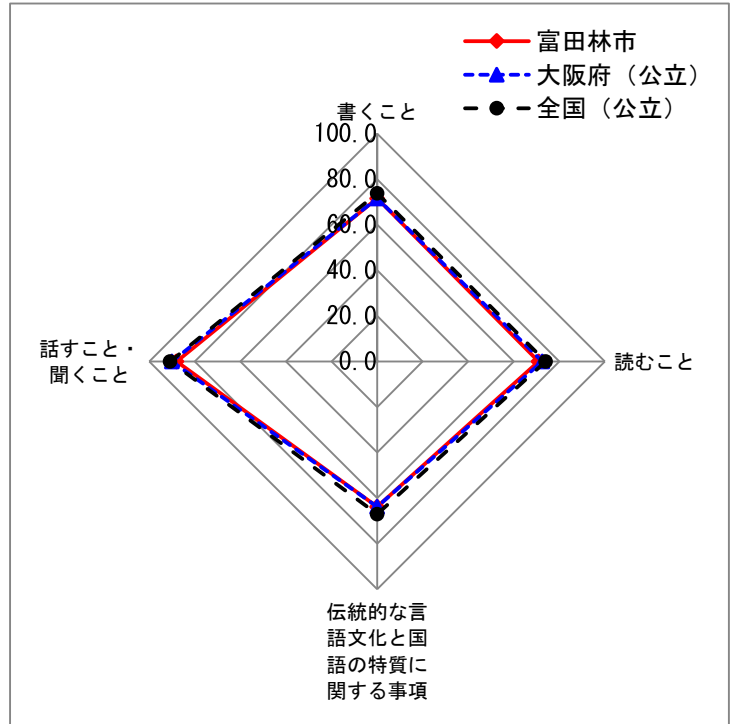 富田林市
大阪府（公立）
全国（公立）
書くこと
100.0
80.0
60.0
40.0
20.0
0.0
話すこと・
聞くこと
読むこと
伝統的な言
語文化と国
語の特質に
関する事項